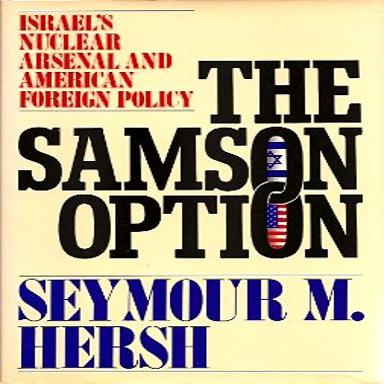 ISRAEL'S
NUCLEAR
ARSENAL AND
AMERICAN
FOREIGN POLICY
THE
SAMSON
OPTION
SEYMOUR M.
HERSH